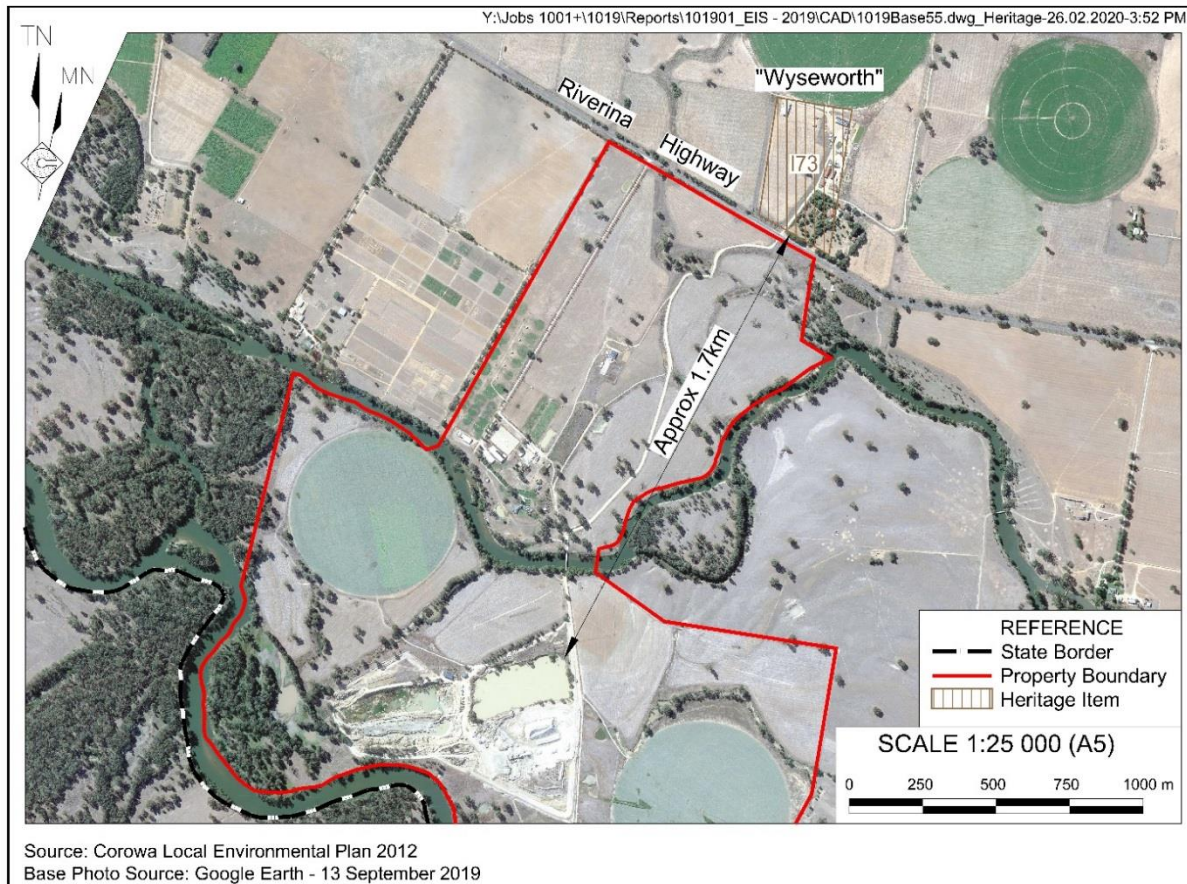 Y:\Jobs 1001+\1019\Reports\101901_EIS - 2019\CAD\1019Base55.dwg_Heritage-26.02.2020-3:52 PM
TN
MN
"Wyseworth"
Riverina Highway
I73
Approx 1.7km
REFERENCE
State Border
Property Boundary
Heritage Item
SCALE 1:25 000 (A5)
0 250 500 750 1000 m
Source: Corowa Local Environmental Plan 2012
Base Photo Source: Google Earth - 13 September 2019